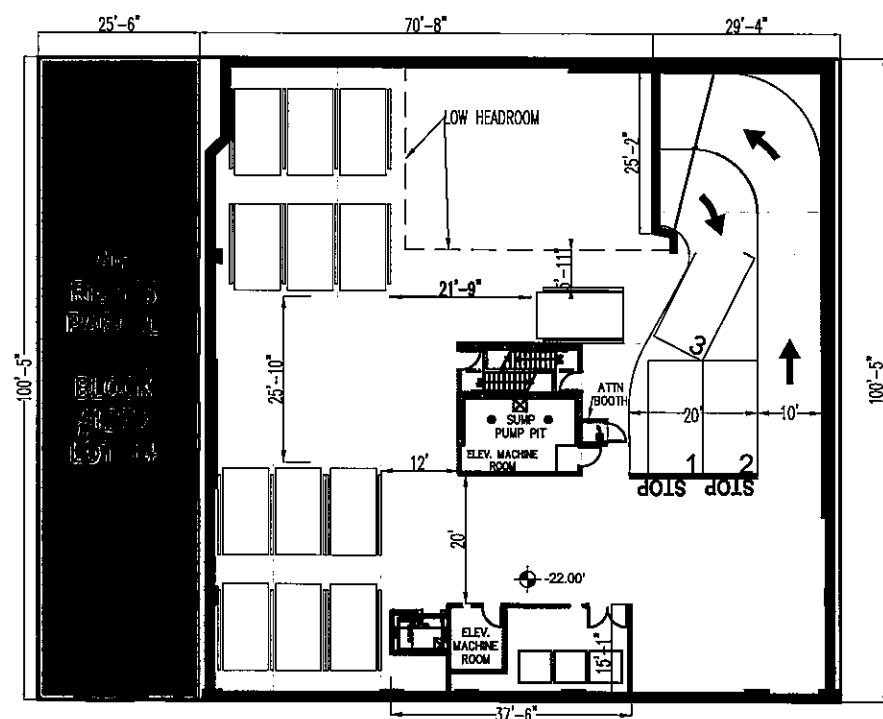 25'-6"
70'-8"
29'-4"
LOW HEADROOM
25'-2"
5'-11"
21'-9"
100'-5"
25'-10"
100'-5"
3
ATTN
BOOTH
SUMP
PUMP PIT
20'
10'
ELEV. MACHINE
ROOM
12'
1
2
STOP
STOP
BLOCK
LOT
20'
-22.00'
ELEV.
MACHINE
ROOM
15'-1"
37'-6"